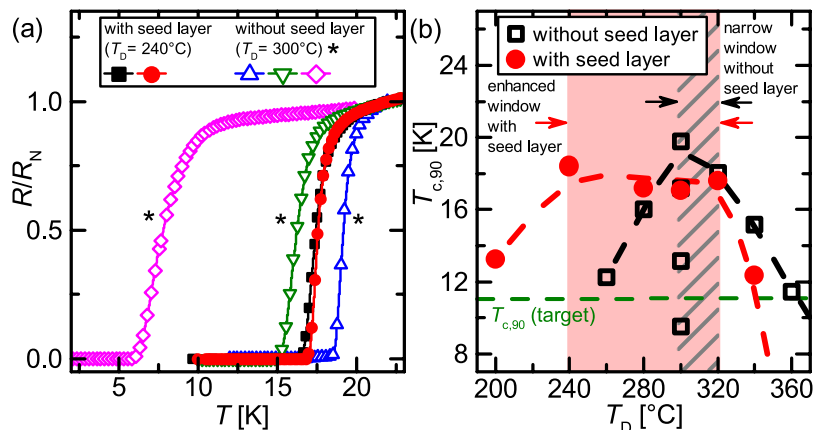 (a)
with seed layer
(T_D = 240°C)
without seed layer
(T_D = 300°C) *
1.0
0.5
0.0
R/R_N
*
*
*
5
10
15
20
T [K]
(b)
without seed layer
with seed layer
narrow
window
without
seed layer
enhanced
window
with
seed layer
24
20
16
12
8
T_c,90 [K]
T_c,90 (target)
200
240
280
320
360
T_D [°C]